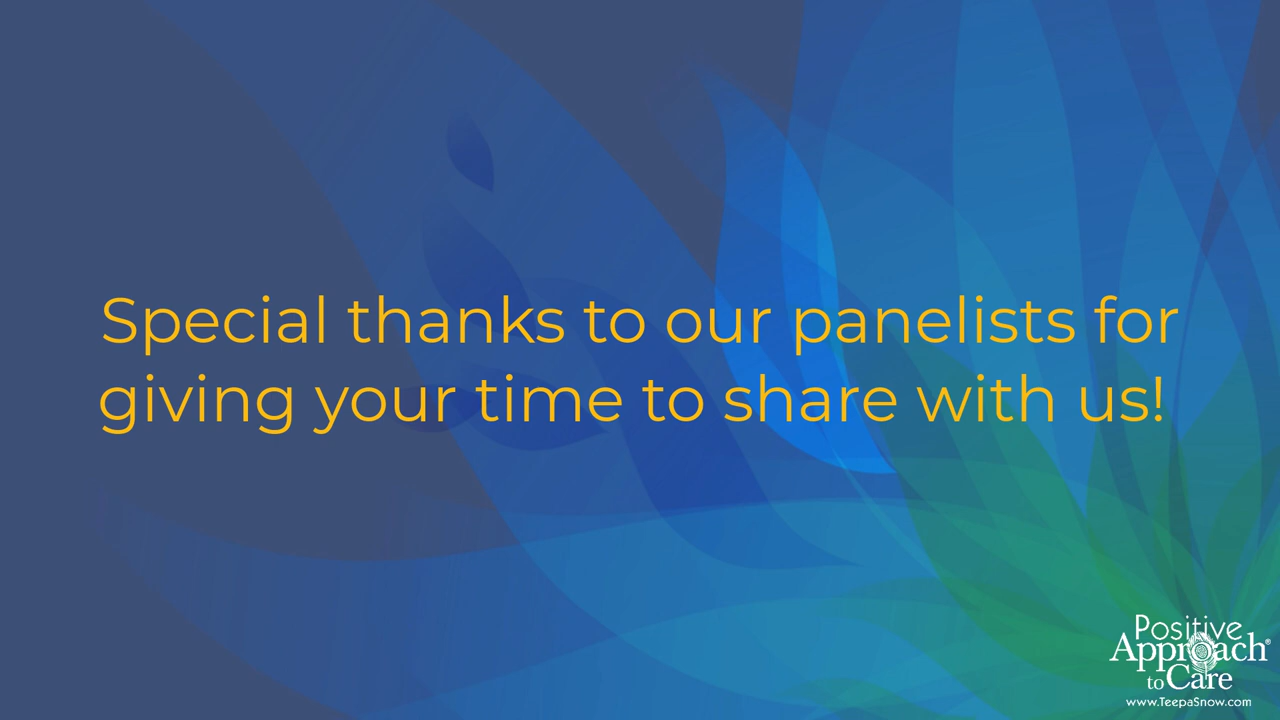 Special thanks to our panelists for
giving your time to share with us!
Positive
Approach®
to Care
www.TeepaSnow.com